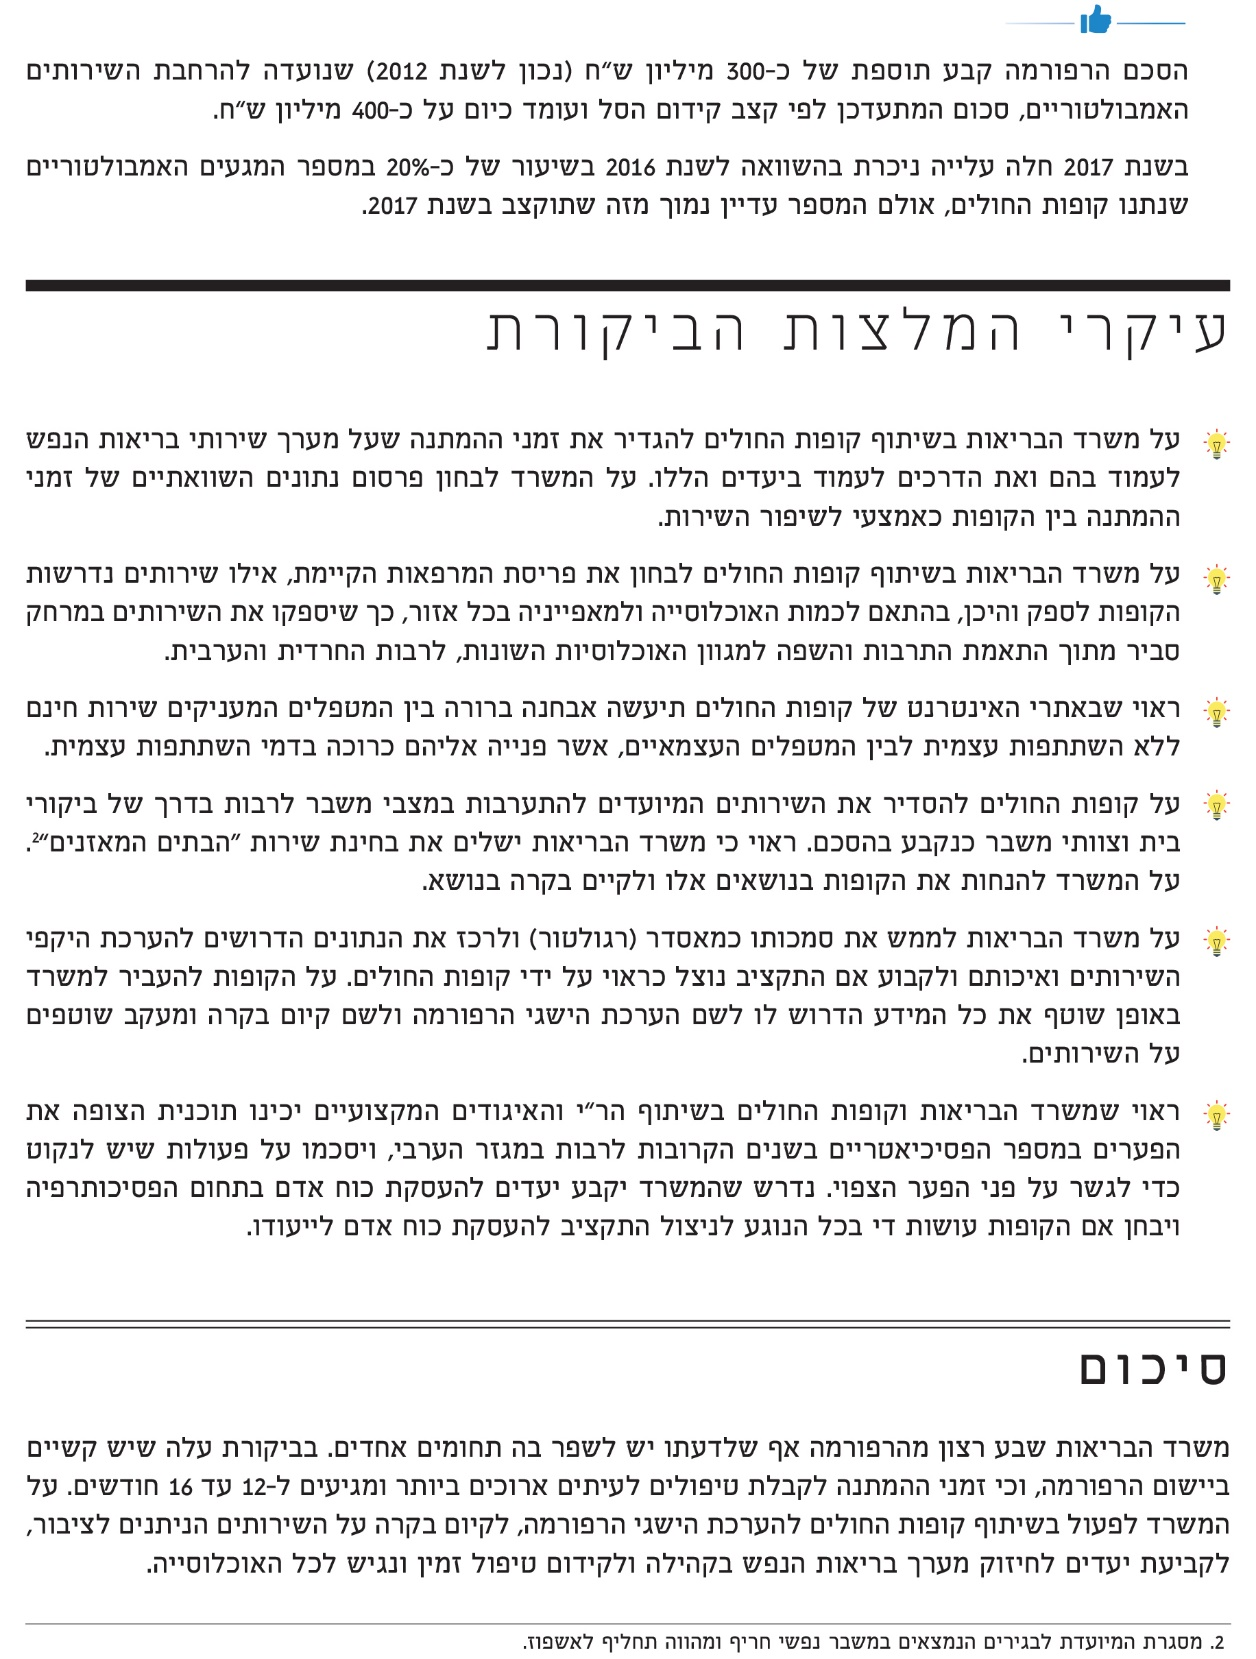 הסכם הרפורמה קבע תוספת של כ-300 מיליון ש"ח (נכון לשנת 2012) שנועדה להרחבת השירותים
האמבולטוריים, סכום המתעדכן לפי קצב קידום הסל ועומד כיום על כ-400 מיליון ש"ח.
בשנת 2017 חלה עלייה ניכרת בהשוואה לשנת 2016 בשיעור של כ-20% במספר המגעים האמבולטוריים
שנתנו קופות החולים, אולם המספר עדיין נמוך מזה שתוקצב בשנת 2017.
עיקרי המלצות הביקורת
על משרד הבריאות בשיתוף קופות החולים להגדיר את זמני ההמתנה שעל מערך שירותי בריאות הנפש
לעמוד בהם ואת הדרכים לעמוד ביעדים הללו. על המשרד לבחון פרסום נתונים השוואתיים של זמני
ההמתנה בין הקופות כאמצעי לשיפור השירות.
על משרד הבריאות בשיתוף קופות החולים לבחון את פריסת המרפאות הקיימת, אילו שירותים נדרשות
הקופות לספק והיכן, בהתאם לכמות האוכלוסייה ולמאפייניה בכל אזור, כך שיספקו את השירותים במרחק
סביר מתוך התאמת התרבות והשפה למגוון האוכלוסיות השונות, לרבות החרדית והערבית.
ראוי שבאתרי האינטרנט של קופות החולים תיעשה אבחנה ברורה בין המטפלים המעניקים שירות חינם
ללא השתתפות עצמית לבין המטפלים העצמאיים, אשר פנייה אליהם כרוכה בדמי השתתפות עצמית.
על קופות החולים להסדיר את השירותים המיועדים להתערבות במצבי משבר לרבות בדרך של ביקורי
בית וצוותי משבר כנקבע בהסכם. ראוי כי משרד הבריאות ישלים את בחינת שירות "הבתים המאזנים"2.
על המשרד להנחות את הקופות בנושאים אלו ולקיים בקרה בנושא.
על משרד הבריאות לממש את סמכותו כמאסדר (רגולטור) ולרכז את הנתונים הדרושים להערכת היקפי
השירותים ואיכותם ולקבוע אם התקציב נוצל כראוי על ידי קופות החולים. על הקופות להעביר למשרד
באופן שוטף את כל המידע הדרוש לו לשם הערכת הישגי הרפורמה ולשם קיום בקרה ומעקב שוטפים
על השירותים.
ראוי שמשרד הבריאות וקופות החולים בשיתוף הר"י והאיגודים המקצועיים יכינו תוכנית הצופה את
הפערים במספר הפסיכיאטריים בשנים הקרובות לרבות במגזר הערבי, ויסכמו על פעולות שיש לנקוט
כדי לגשר על פני הפער הצפוי. נדרש שהמשרד יקבע יעדים להעסקת כוח אדם בתחום הפסיכותרפיה
ויבחן אם הקופות עושות די בכל הנוגע לניצול התקציב להעסקת כוח אדם לייעודו.
סיכום
משרד הבריאות שבע רצון מהרפורמה אף שלדעתו יש לשפר בה תחומים אחדים. בביקורת עלה שיש קשיים
ביישום הרפורמה, וכי זמני ההמתנה לקבלת טיפולים לעיתים ארוכים ביותר ומגיעים ל-12 עד 16 חודשים. על
המשרד לפעול בשיתוף קופות החולים להערכת הישגי הרפורמה, לקיום בקרה על השירותים הניתנים לציבור,
לקביעת יעדים לחיזוק מערך בריאות הנפש בקהילה ולקידום טיפול זמין ונגיש לכל האוכלוסייה.
2. מסגרת המיועדת לבגירים הנמצאים במשבר נפשי חריף ומהווה תחליף לאשפוז.